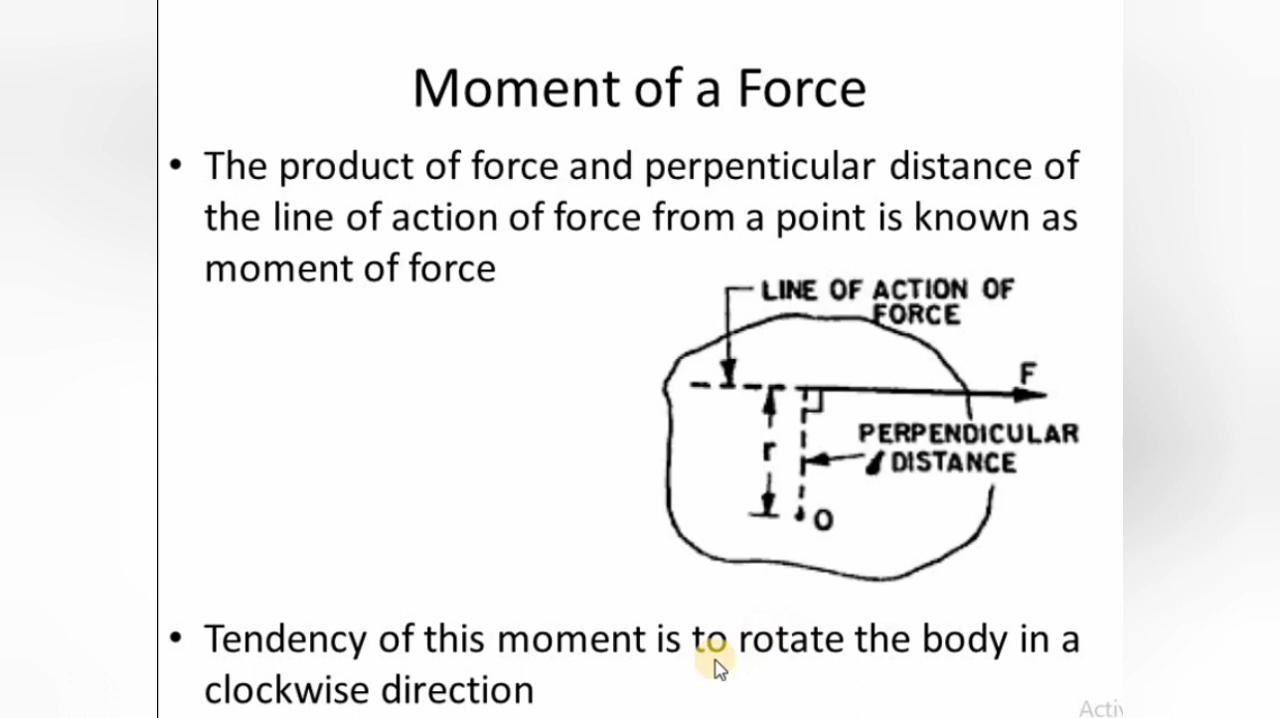 Moment of a Force
• The product of force and perpenticular distance of
the line of action of force from a point is known as
moment of force
LINE OF ACTION OF
FORCE
F
PERPENDICULAR
DISTANCE
r
O
• Tendency of this moment is to rotate the body in a
clockwise direction
Activ